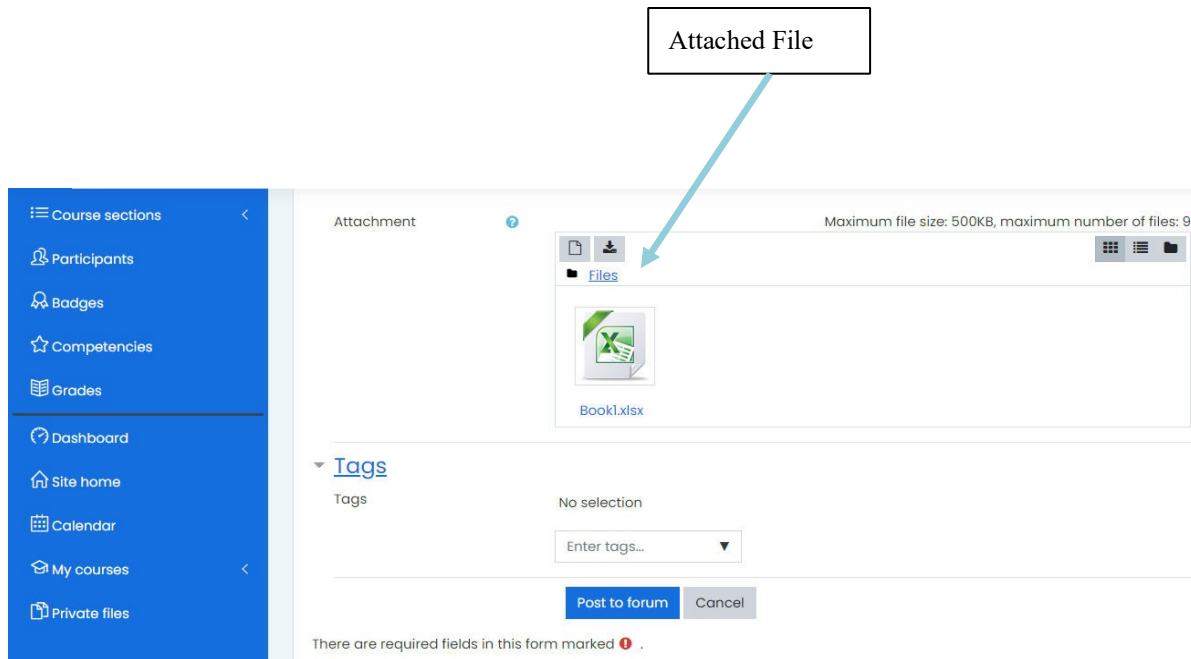 Attached File
Course sections
Participants
Badges
Competencies
Grades
Dashboard
Site home
Calendar
My courses
Private files
Attachment
Maximum file size: 500KB, maximum number of files: 9
Files
Book1.xlsx
Tags
Tags
No selection
Enter tags...
Post to forum Cancel
There are required fields in this form marked .